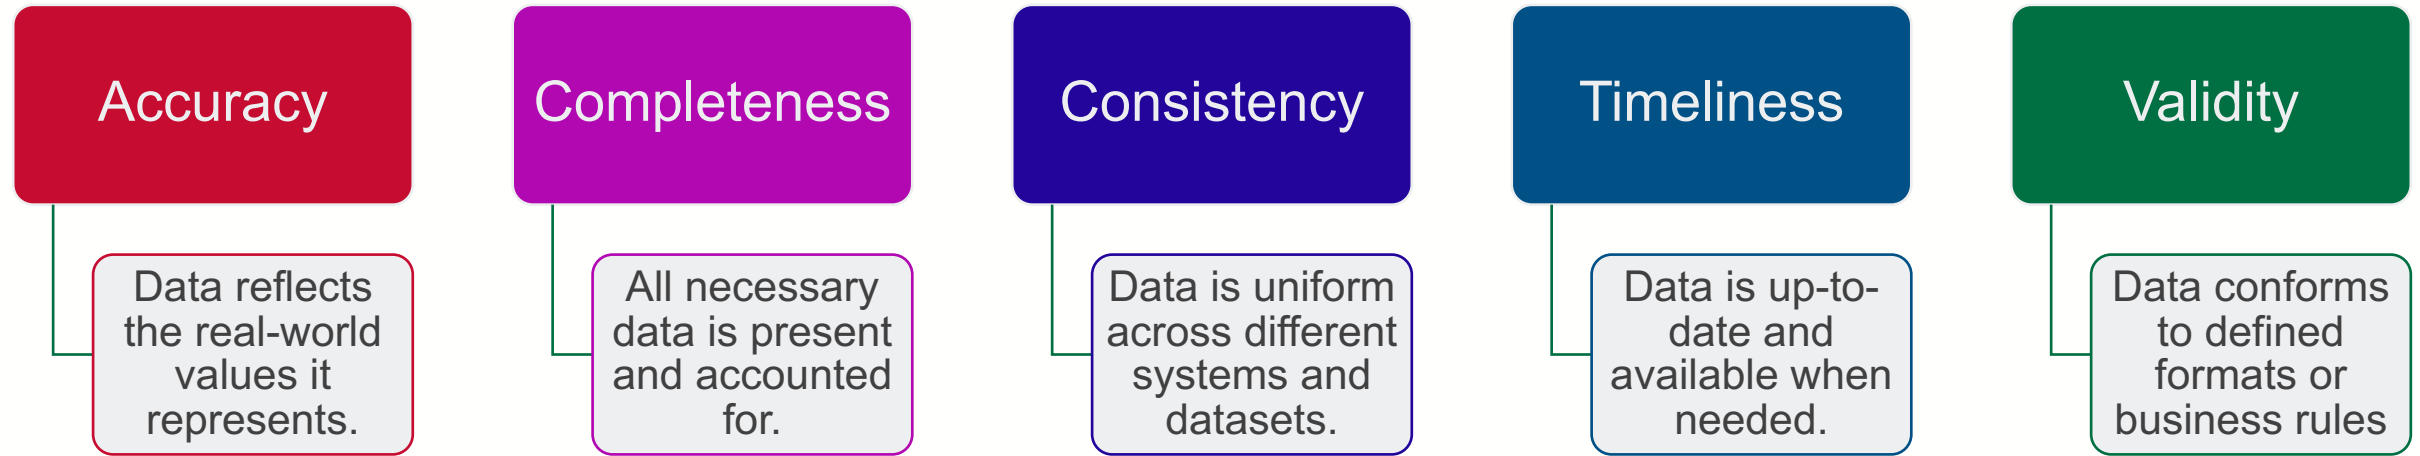 Accuracy
Data reflects
the real-world
values it
represents.
Completeness
All necessary
data is present
and accounted
for.
Consistency
Data is uniform
across different
systems and
datasets.
Timeliness
Data is up-to-
date and
available when
needed.
Validity
Data conforms
to defined
formats or
business rules